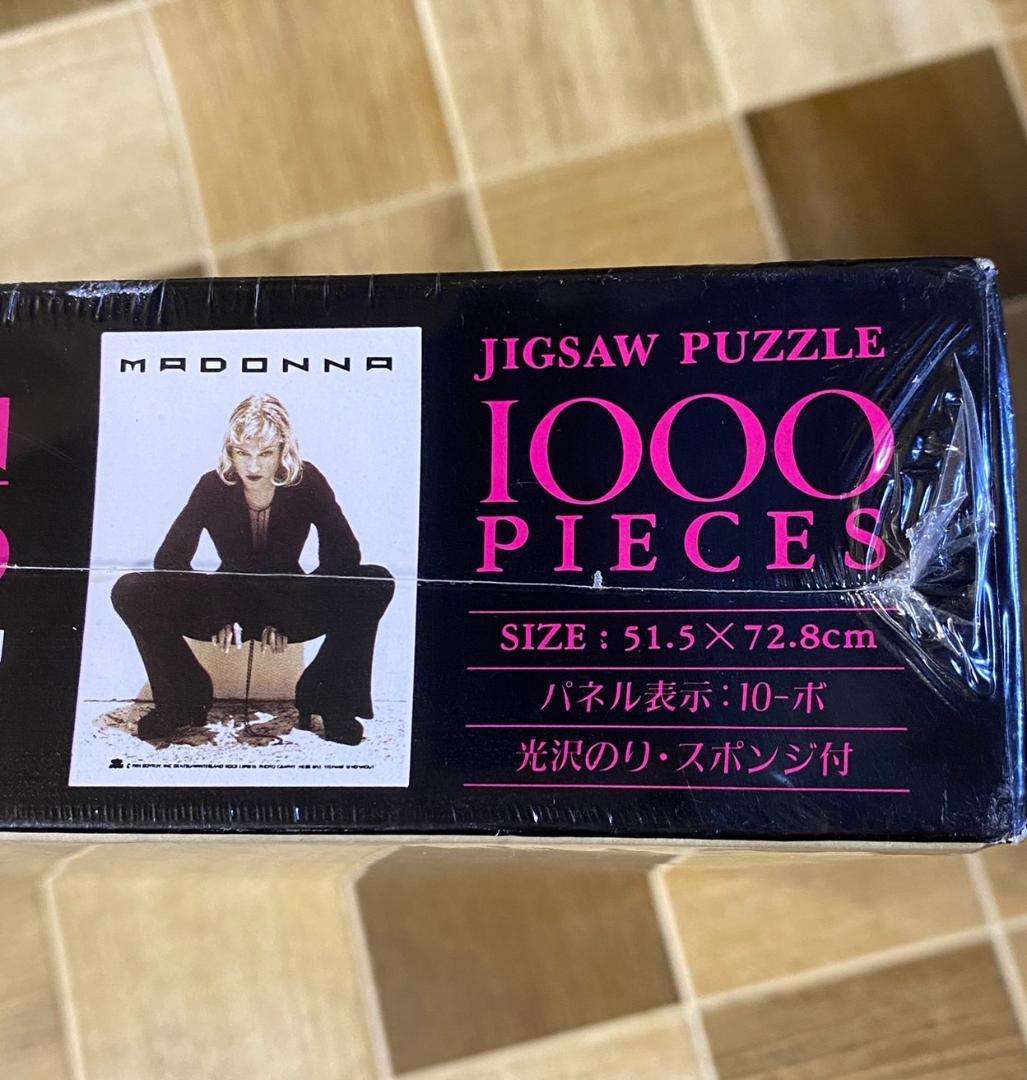 MADONNA
JIGSAW PUZZLE
1000
PIECES
SIZE : 51.5×72.8cm
パネル表示:10-ボ
光沢のり・スポンジ付